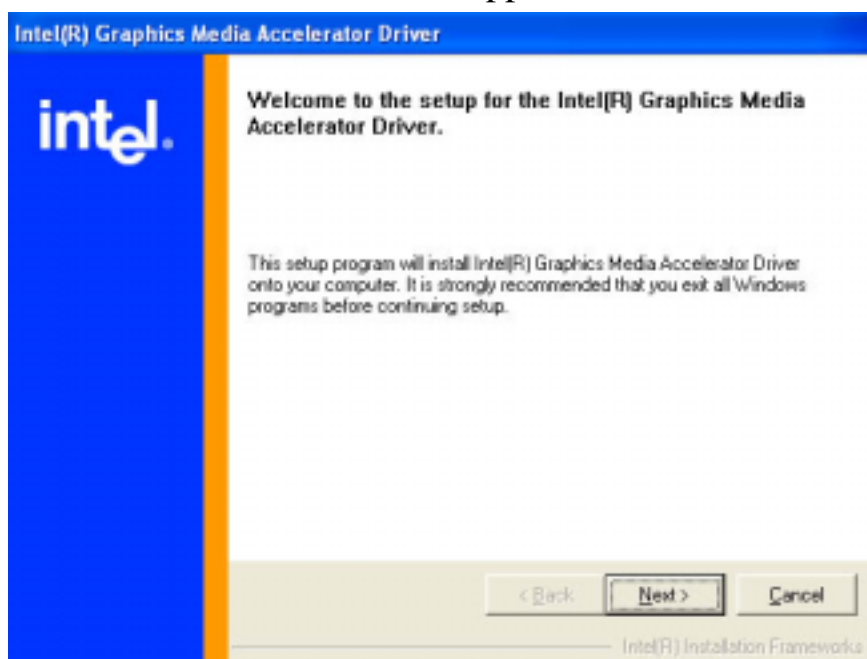 Intel(R) Graphics Media Accelerator Driver
intel.
Welcome to the setup for the Intel(R) Graphics Media
Accelerator Driver.
This setup program will install Intel(R) Graphics Media Accelerator Driver
onto your computer. It is strongly recommended that you exit all Windows
programs before continuing setup.
< Back Next > Cancel
Intel(R) Installation Frameworks